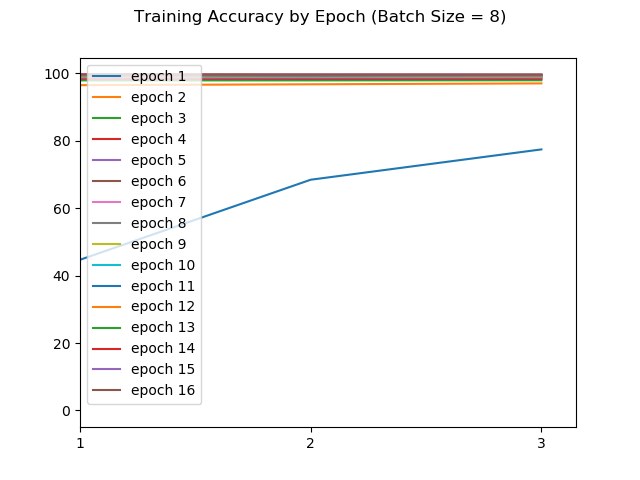 Training Accuracy by Epoch (Batch Size = 8)
100
80
60
40
20
0
epoch 1
epoch 2
epoch 3
epoch 4
epoch 5
epoch 6
epoch 7
epoch 8
epoch 9
epoch 10
epoch 11
epoch 12
epoch 13
epoch 14
epoch 15
epoch 16
1
2
3